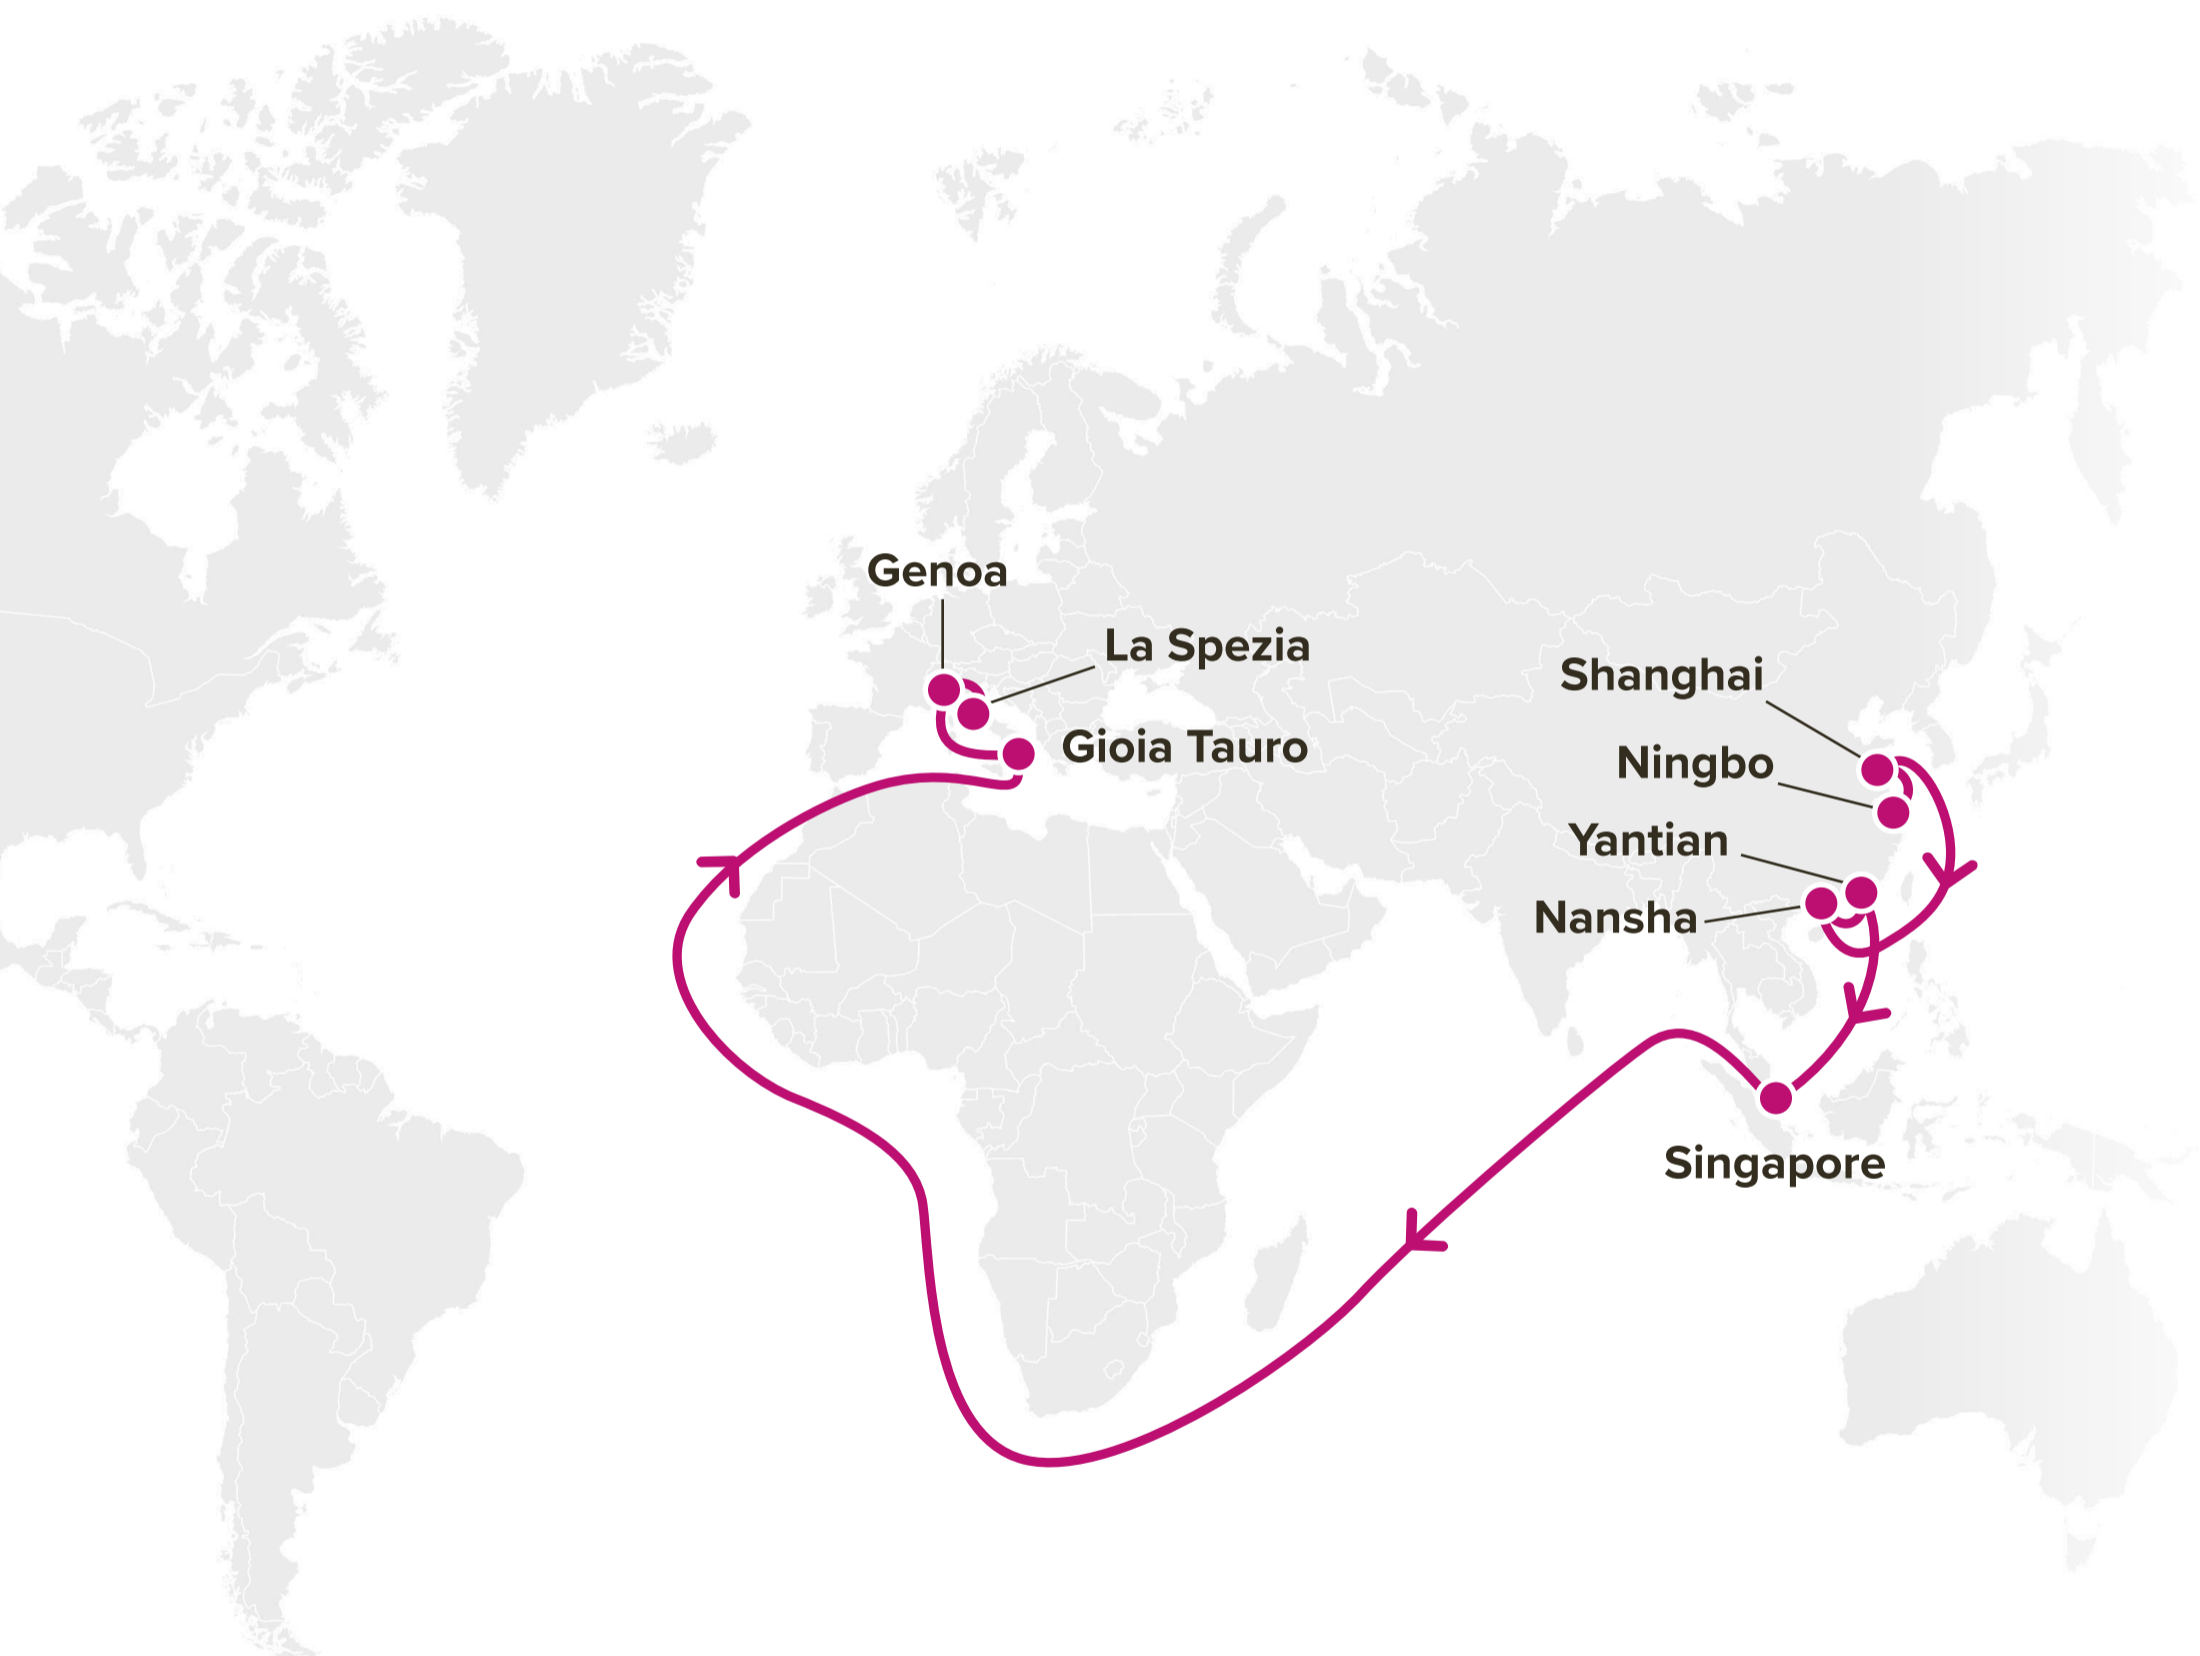 Genoa
La Spezia
Gioia Tauro
Shanghai
Ningbo
Yantian
Nansha
Singapore